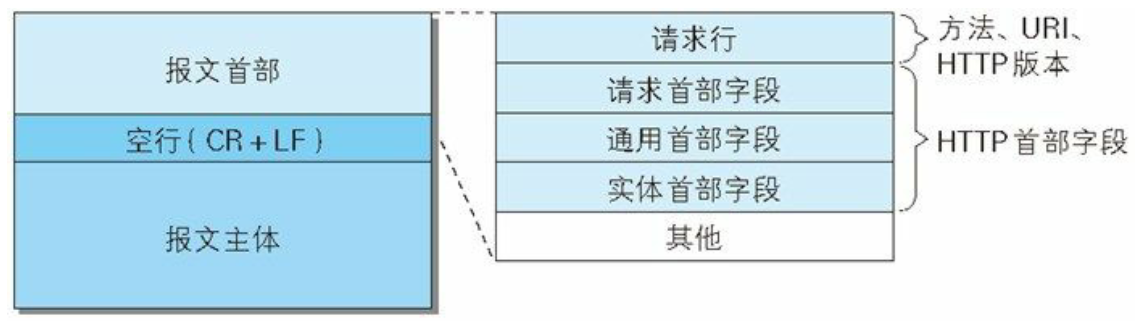 报文首部
空行(CR+LF)
报文主体
请求行
请求首部字段
通用首部字段
实体首部字段
其他
方法、URI、
HTTP版本
HTTP首部字段